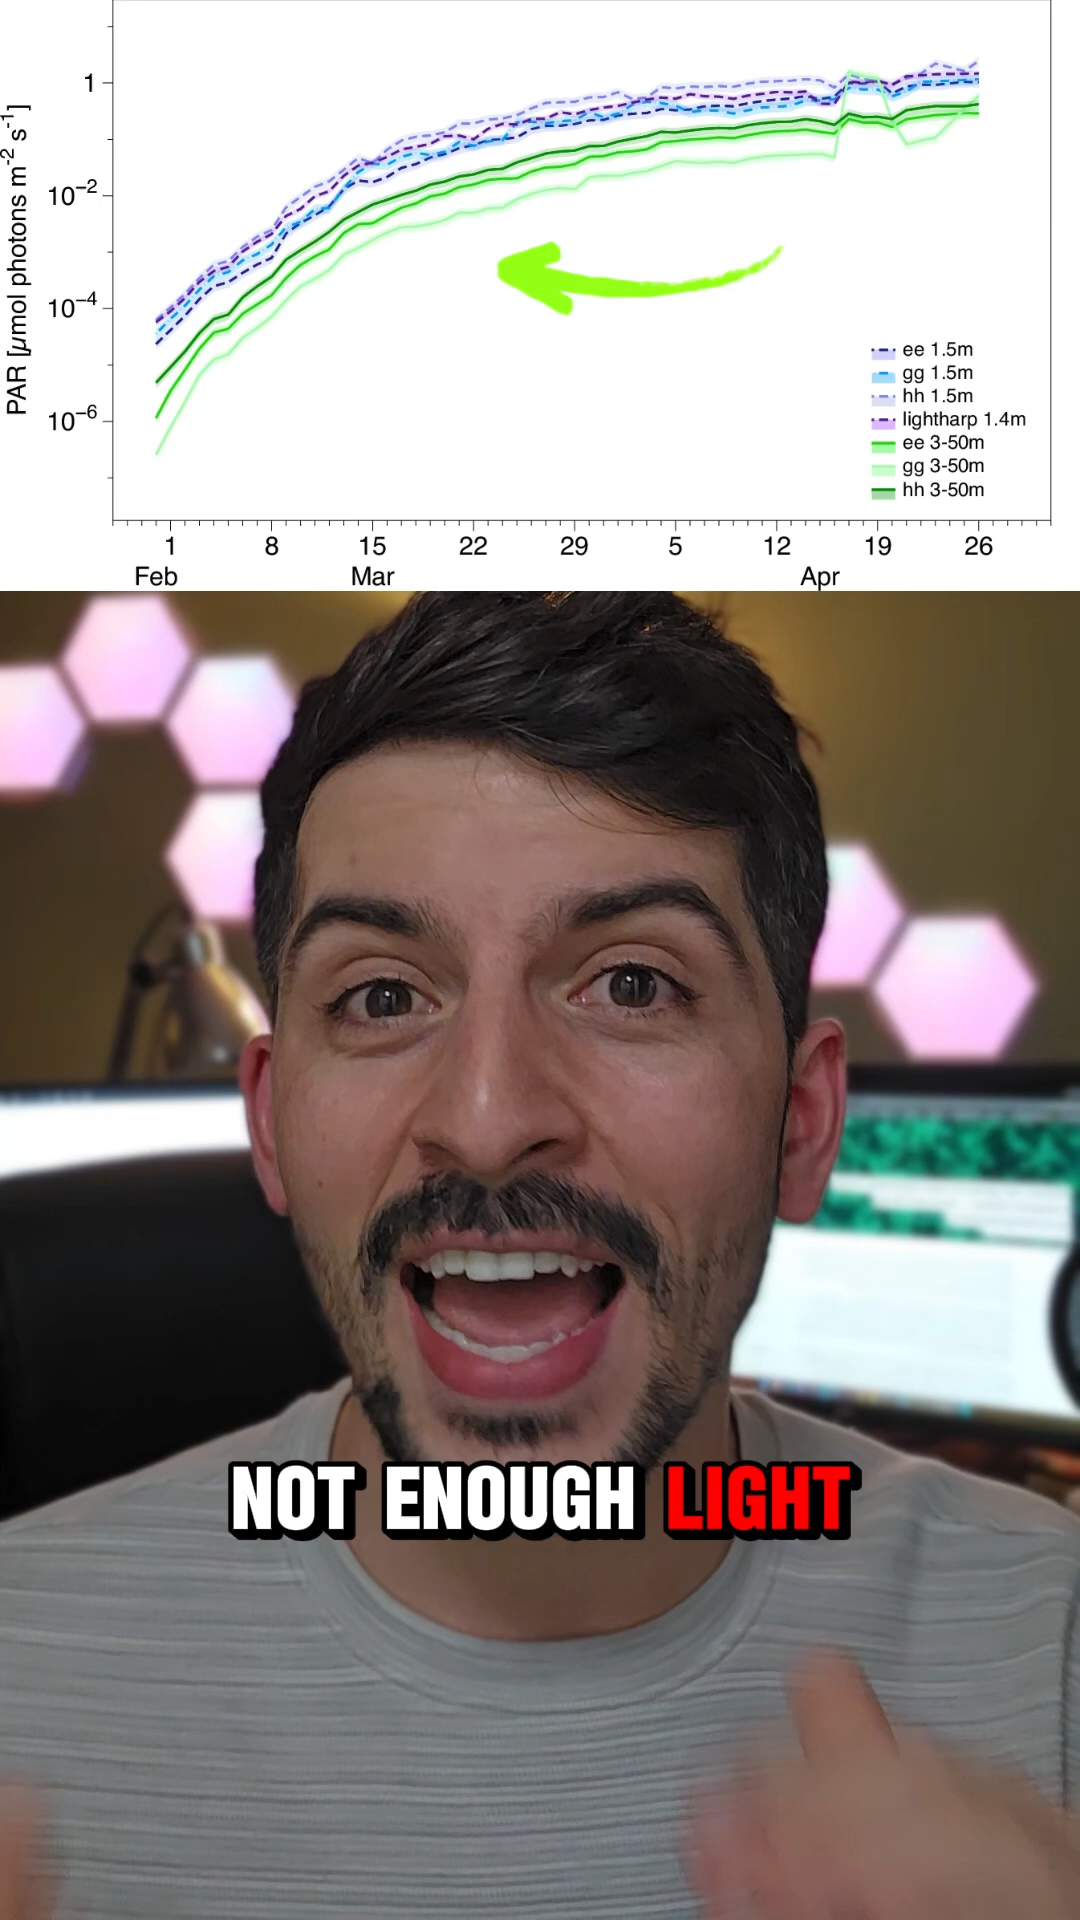 1
10⁻²
10⁻⁴
10⁻⁶
PAR [µmol photons m⁻² s⁻¹]
ee 1.5m
gg 1.5m
hh 1.5m
lightharp 1.4m
ee 3-50m
gg 3-50m
hh 3-50m
1 8 15 22 29 5 12 19 26
Feb Mar Apr
NOT ENOUGH LIGHT